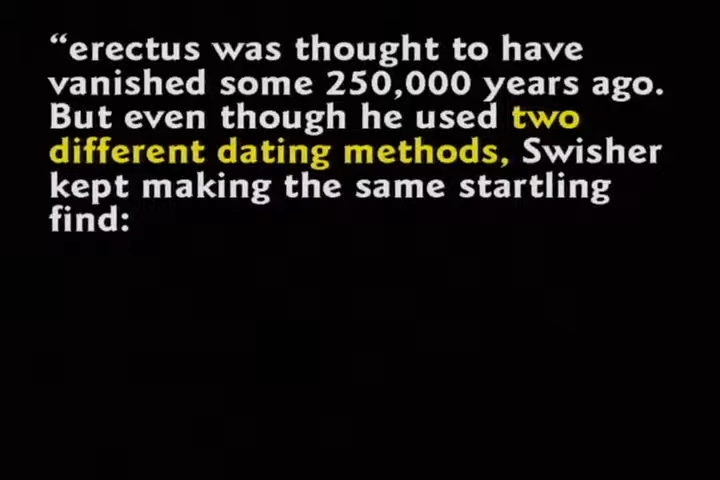 “erectus was thought to have
vanished some 250,000 years ago.
But even though he used two
different dating methods, Swisher
kept making the same startling
find: